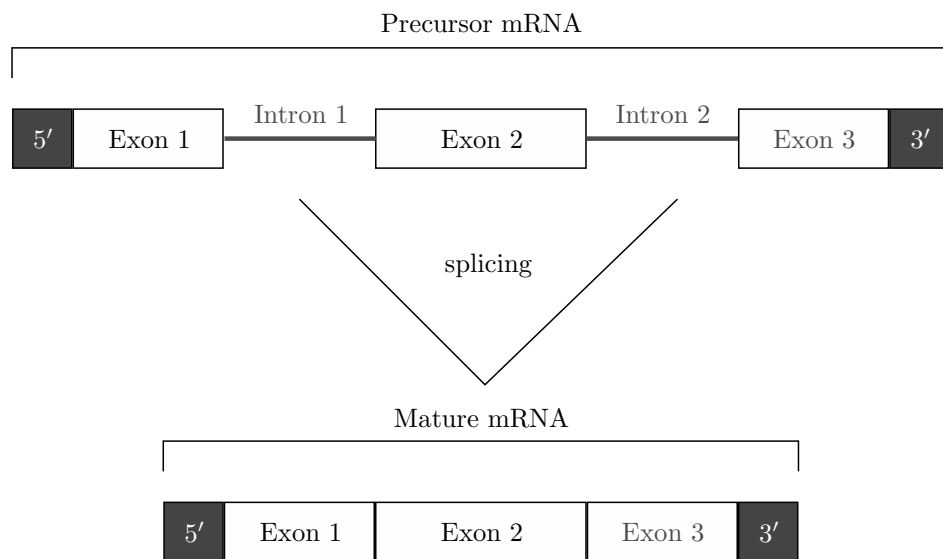 Precursor mRNA
Intron 1 Intron 2
5′ Exon 1 Exon 2 Exon 3 3′
splicing
Mature mRNA
5′ Exon 1 Exon 2 Exon 3 3′